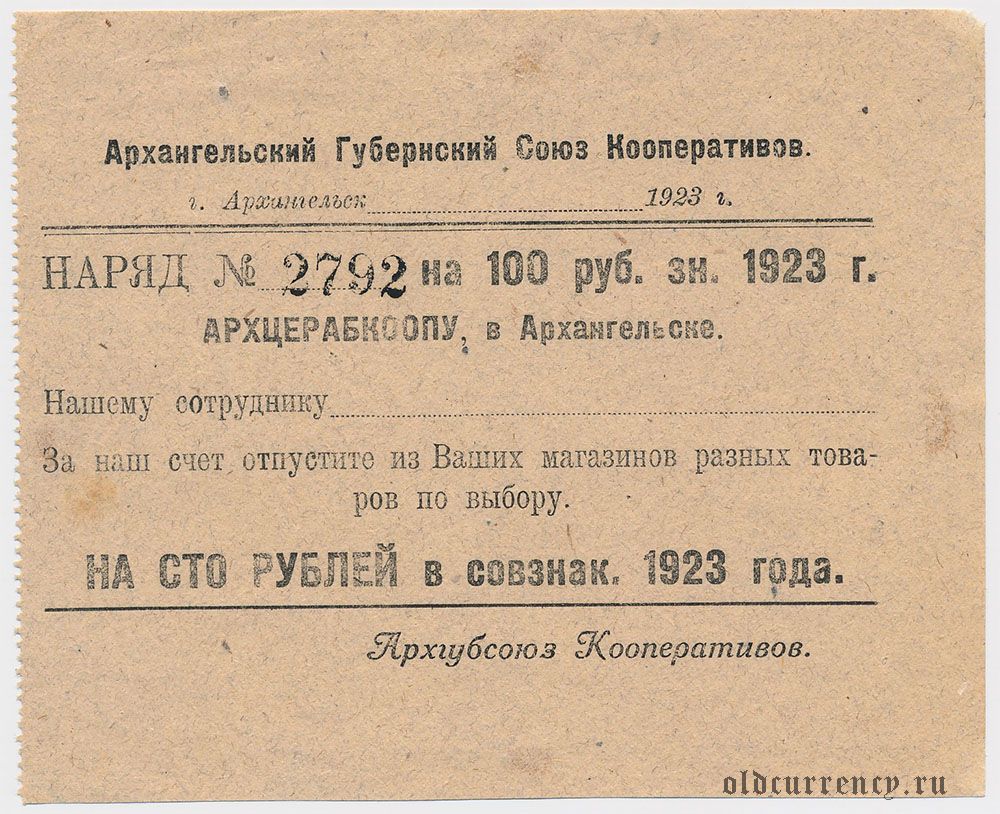 Архангельский Губернский Союз Кооперативов.
г. Архангельск 1923 г.
НАРЯД № 2792 на 100 руб. зн. 1923 г.
АРХЦЕРАБКООПУ, в Архангельске.
Нашему сотруднику
За наш счет отпустите из Ваших магазинов разных това-
ров по выбору.
НА СТО РУБЛЕЙ в совзнак. 1923 года.
Архгубсоюз Кооперативов.
oldcurrency.ru